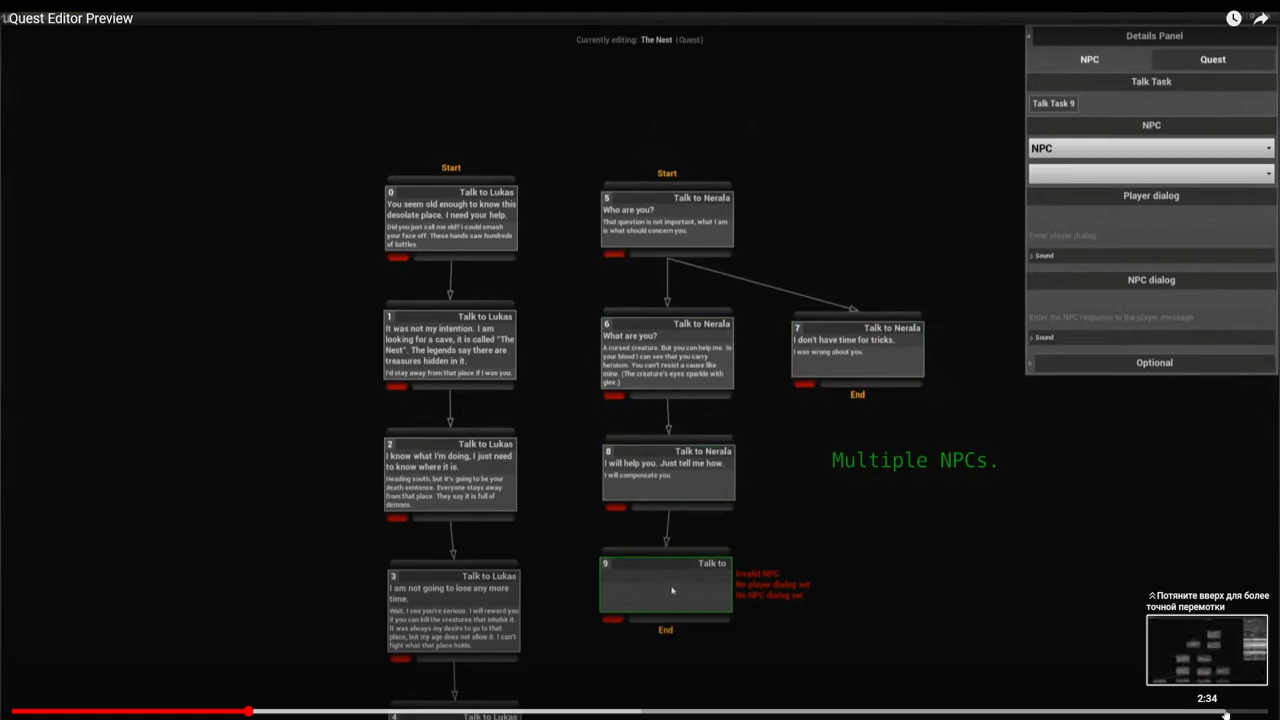 Quest Editor Preview
Currently editing: The Nest (Quest)
Start
0 Talk to Lukas
You seem old enough to know this
desolate place. I need your help.
Did you just call me old? I could smash
your face off. These hands saw hundreds
of battles.
1 Talk to Lukas
It was not my intention. I am
looking for a cave, it is called "The
Nest". The legends say there are
treasures hidden in it.
I'd stay away from that place if I was you.
2 Talk to Lukas
I know what I'm doing, I just need
to know where it is.
Heading south, but it's going to be your
death sentence. Everyone stays away
from that place. They say it is full of
demons.
3 Talk to Lukas
I am not going to lose any more
time.
Wait, I see you're serious. I will reward you
if you can kill the creatures that inhabit it.
It was always my desire to go to that
place, but my age does not allow it. I can't
fight what that place holds.
4 Talk to Lukas
Start
5 Talk to Nerala
Who are you?
That question is not important, what I am
is what should concern you.
6 Talk to Nerala
What are you?
A cursed creature. But you can help me. In
your blood I can see that you carry
heroism. You can't resist a cause like
mine. (The creature's eyes sparkle with
glee.)
7 Talk to Nerala
I don't have time for tricks.
I was wrong about you.
End
8 Talk to Nerala
I will help you. Just tell me how.
I will compensate you.
9 Talk to
Invalid NPC
No player dialog set
No NPC dialog set
End
Multiple NPCs.
Details Panel
NPC Quest
Talk Task
Talk Task 9
NPC
NPC
Player dialog
Enter player dialog
Sound
NPC dialog
Enter the NPC response to the player message
Sound
Optional
Потяните вверх для более
точной перемотки
2:34